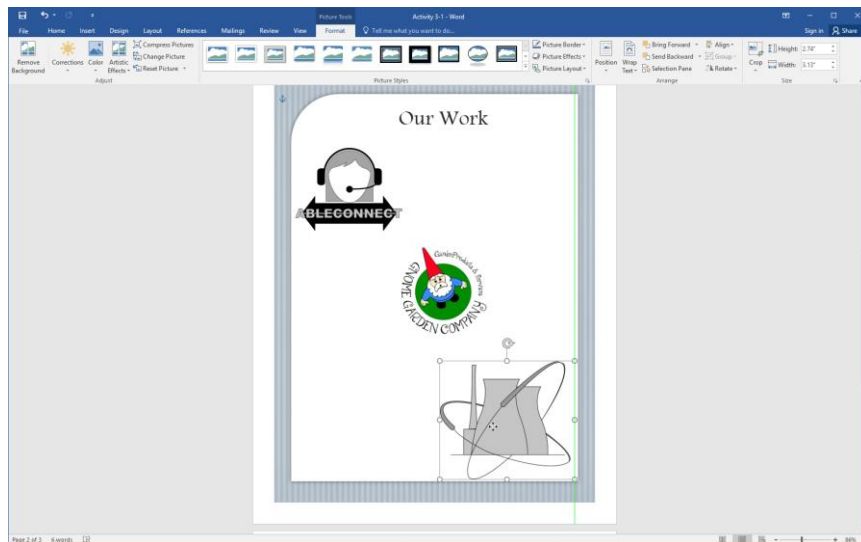 Picture Tools
Activity 3-1 - Word
File Home Insert Design Layout References Mailings Review View Format Tell me what you want to do... Sign in Share
Remove Background
Corrections
Color
Artistic Effects
Compress Pictures
Change Picture
Reset Picture
Adjust
Picture Styles
Picture Border
Picture Effects
Picture Layout
Position
Wrap Text
Bring Forward
Send Backward
Selection Pane
Align
Group
Rotate
Arrange
Crop
Height: 2.74"
Width: 3.13"
Size
Our Work
ABLECONNECT
GardenProducts & Services
GNOME GARDEN COMPANY
Page 2 of 3 6 words
86%